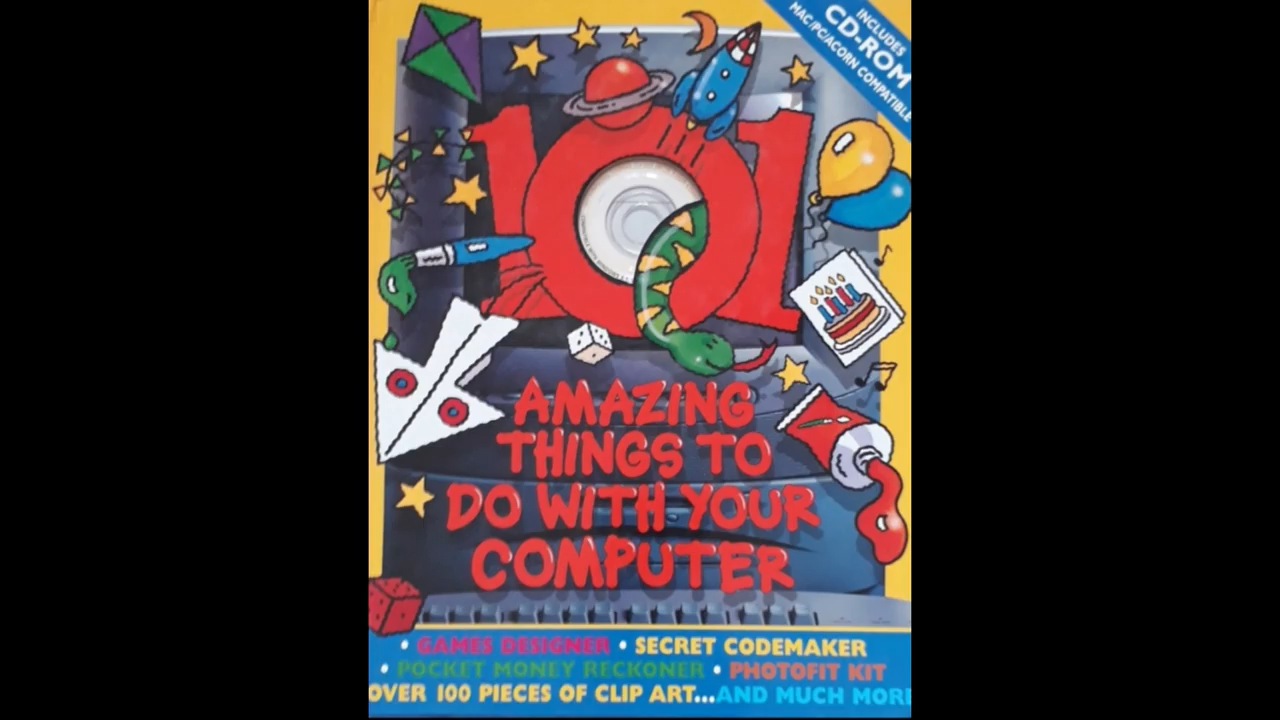 INCLUDES
CD-ROM
MAC/PC/ACORN COMPATIBLE
101
AMAZING
THINGS TO
DO WITH YOUR
COMPUTER
• GAMES DESIGNER • SECRET CODEMAKER
• POCKET MONEY RECKONER • PHOTOFIT KIT
OVER 100 PIECES OF CLIP ART...AND MUCH MORE